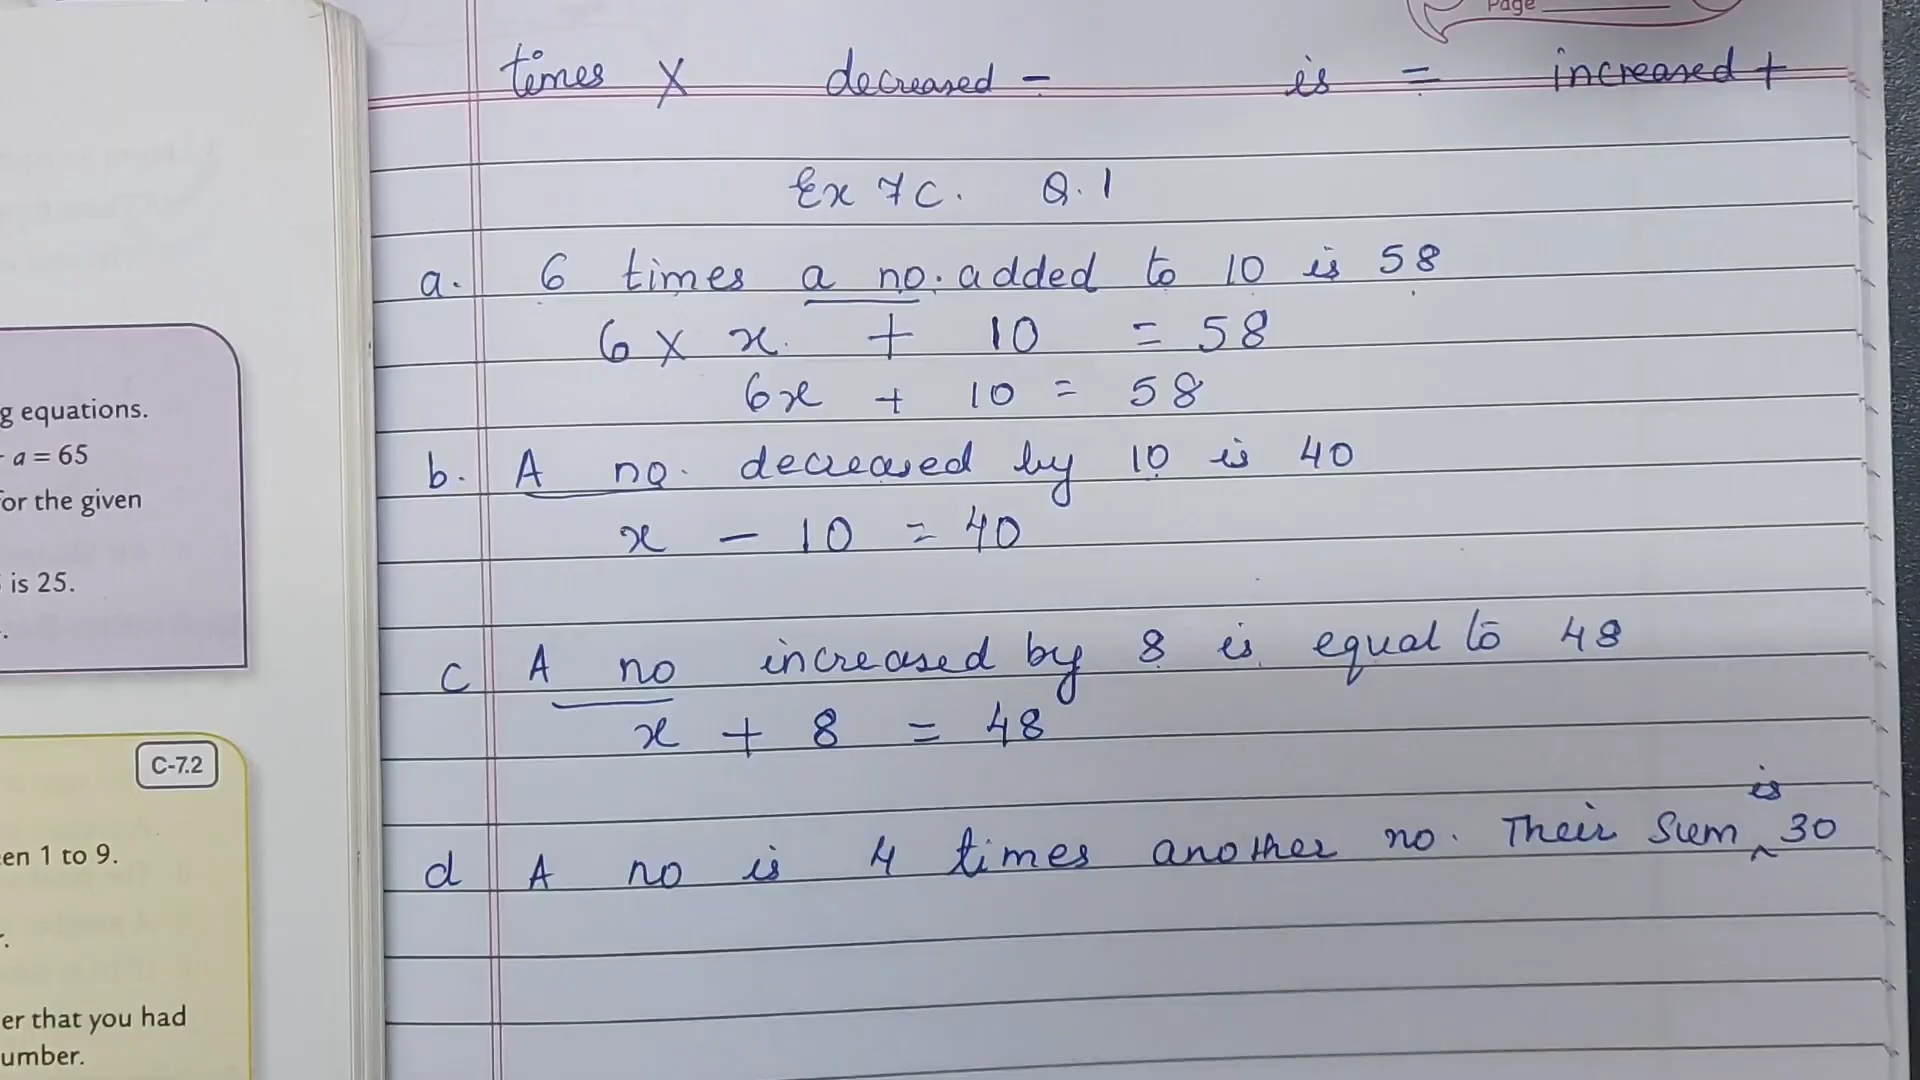 Page
times X decreased - is = increased +
Ex 7C. Q.1
a. 6 times a no. added to 10 is 58
6 X x + 10 = 58
6x + 10 = 58
b. A no. decreased by 10 is 40
x - 10 = 40
c A no increased by 8 is equal to 48
x + 8 = 48
is
d A no is 4 times another no. Their Sum ^ 30
g equations.
a = 65
or the given
is 25.
C-7.2
en 1 to 9.
er that you had
umber.